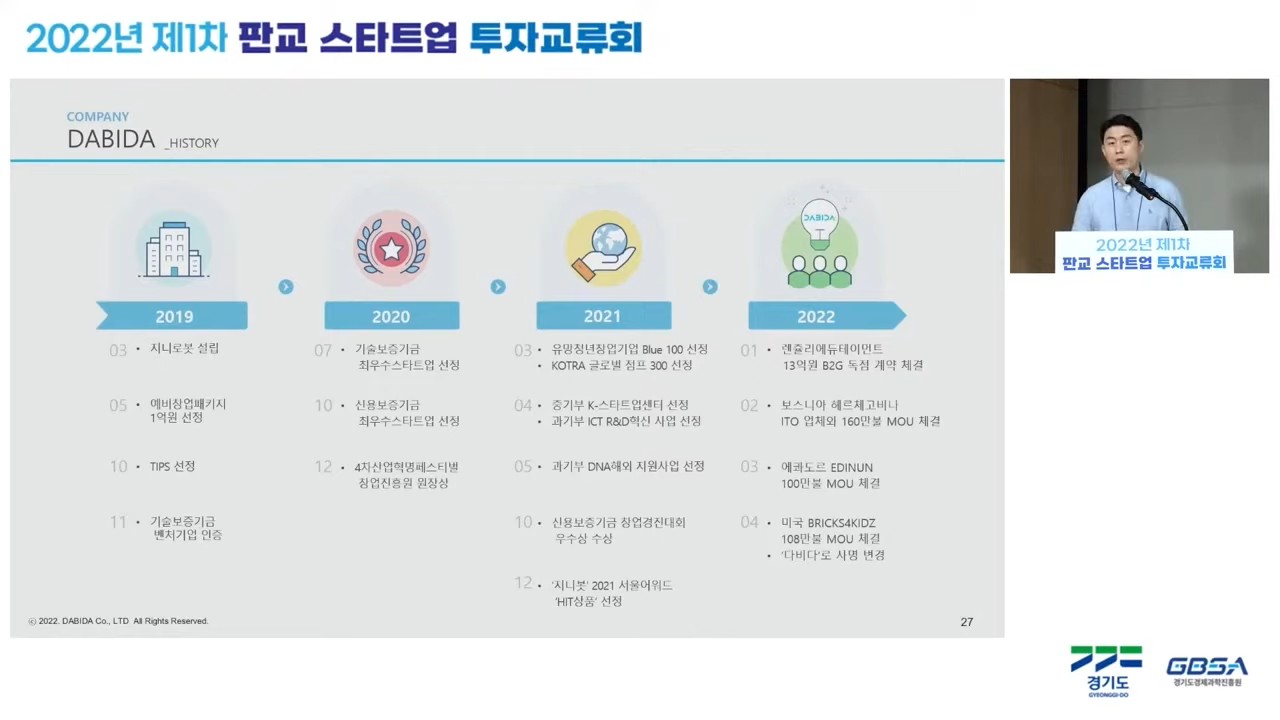 2022년 제1차 판교 스타트업 투자교류회
COMPANY
DABIDA _HISTORY
DABIDA
2019
03 • 지니로봇 설립
05 • 예비창업패키지
1억원 선정
10 • TIPS 선정
11 • 기술보증기금
벤처기업 인증
2020
07 • 기술보증기금
최우수스타트업 선정
10 • 신용보증기금
최우수스타트업 선정
12 • 4차산업혁명페스티벌
창업진흥원 원장상
2021
03 • 유망청년창업기업 Blue 100 선정
• KOTRA 글로벌 점프 300 선정
04 • 중기부 K-스타트업센터 선정
• 과기부 ICT R&D혁신 사업 선정
05 • 과기부 DNA해외 지원사업 선정
10 • 신용보증기금 창업경진대회
우수상 수상
12 • '지니봇' 2021 서울어워드
'HIT상품' 선정
2022
01 • 렌쥴리에듀테이먼트
13억원 B2G 독점 계약 체결
02 • 보스니아 헤르체고비나
ITO 업체와 160만불 MOU 체결
03 • 에콰도르 EDINUN
100만불 MOU 체결
04 • 미국 BRICKS4KIDZ
108만불 MOU 체결
• '다비다'로 사명 변경
ⓒ 2022. DABIDA Co., LTD All Rights Reserved.
27
2022년 제1차
판교 스타트업 투자교류회
경기도
GYEONGGI-DO
GBSA
경기도경제과학진흥원